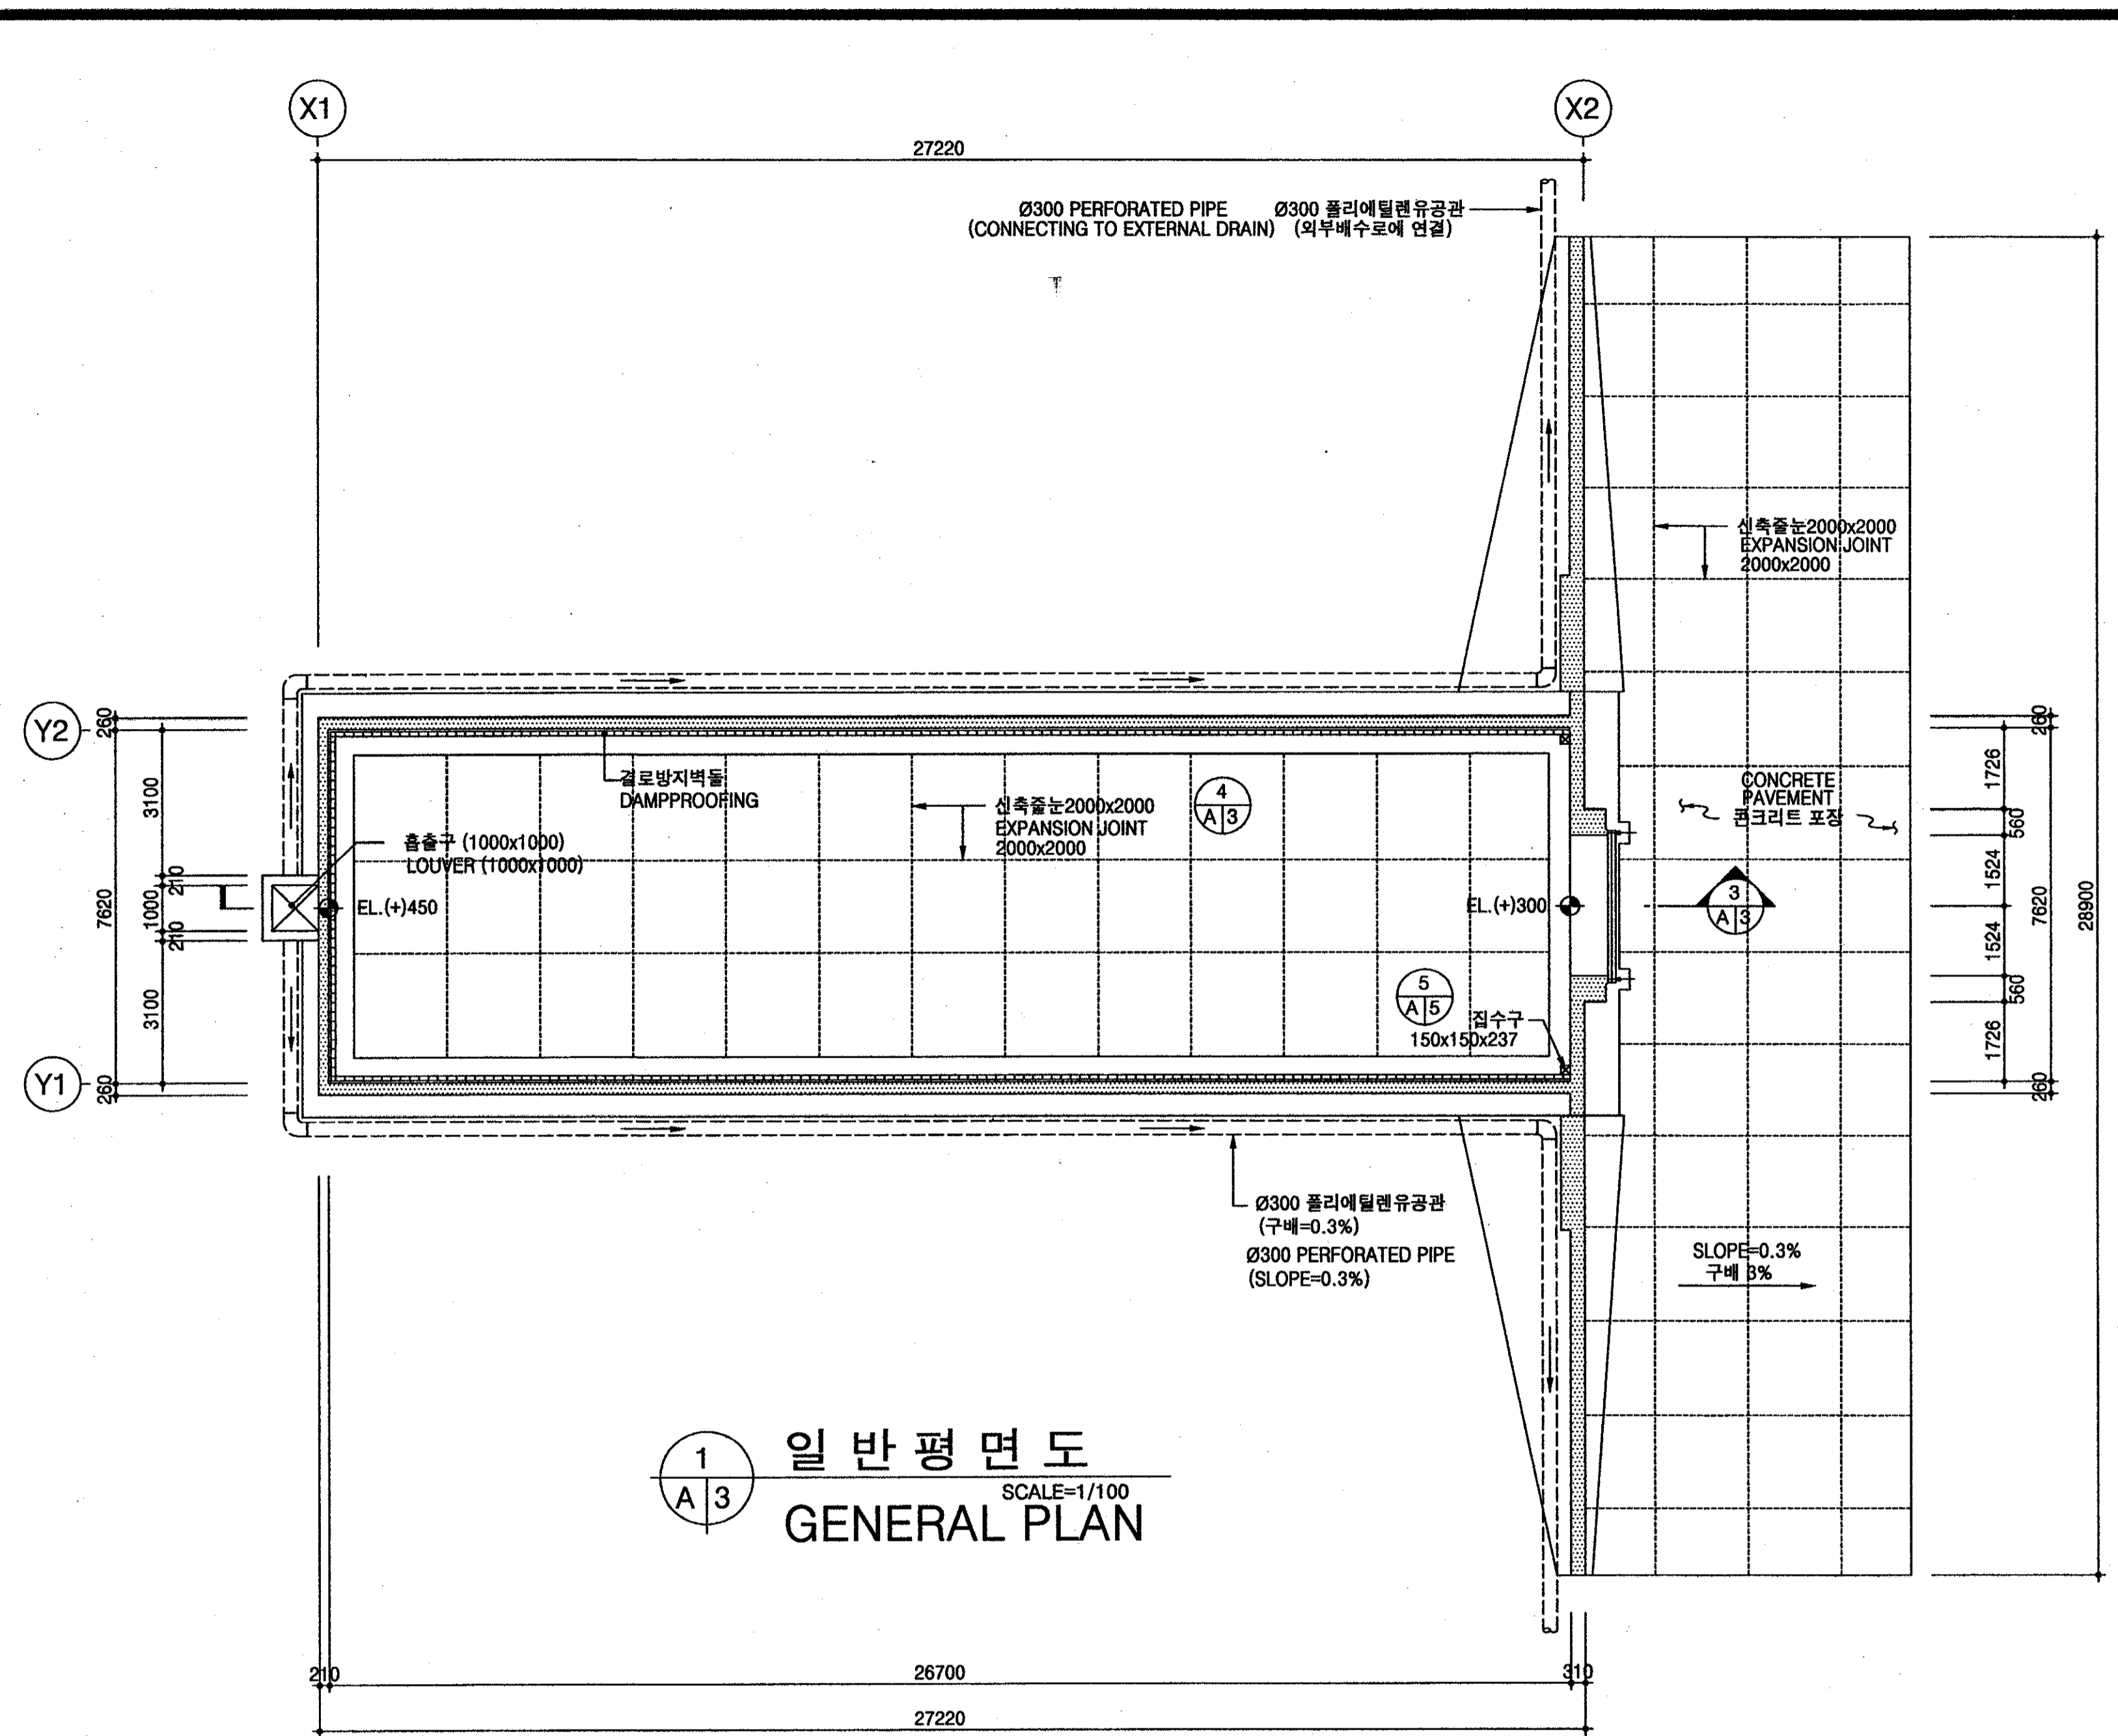 X1
X2
27220
Ø300 PERFORATED PIPE
(CONNECTING TO EXTERNAL DRAIN)
Ø300 폴리에틸렌유공관
(외부배수로에 연결)
신축줄눈2000x2000
EXPANSION JOINT
2000x2000
Y2
Y1
260
3100
210
1000
210
3100
7620
260
결로방지벽돌
DAMPPROOFING
흡출구 (1000x1000)
LOUVER (1000x1000)
EL.(+)450
신축줄눈2000x2000
EXPANSION JOINT
2000x2000
4
A 3
EL.(+)300
5
A 5
집수구
150x150x237
CONCRETE
PAVEMENT
콘크리트 포장
3
A 3
260
1726
560
1524
1524
560
1726
7620
260
28900
Ø300 폴리에틸렌유공관
(구배=0.3%)
Ø300 PERFORATED PIPE
(SLOPE=0.3%)
SLOPE=0.3%
구배 3%
1
A 3
일반평면도
SCALE=1/100
GENERAL PLAN
210
26700
310
27220